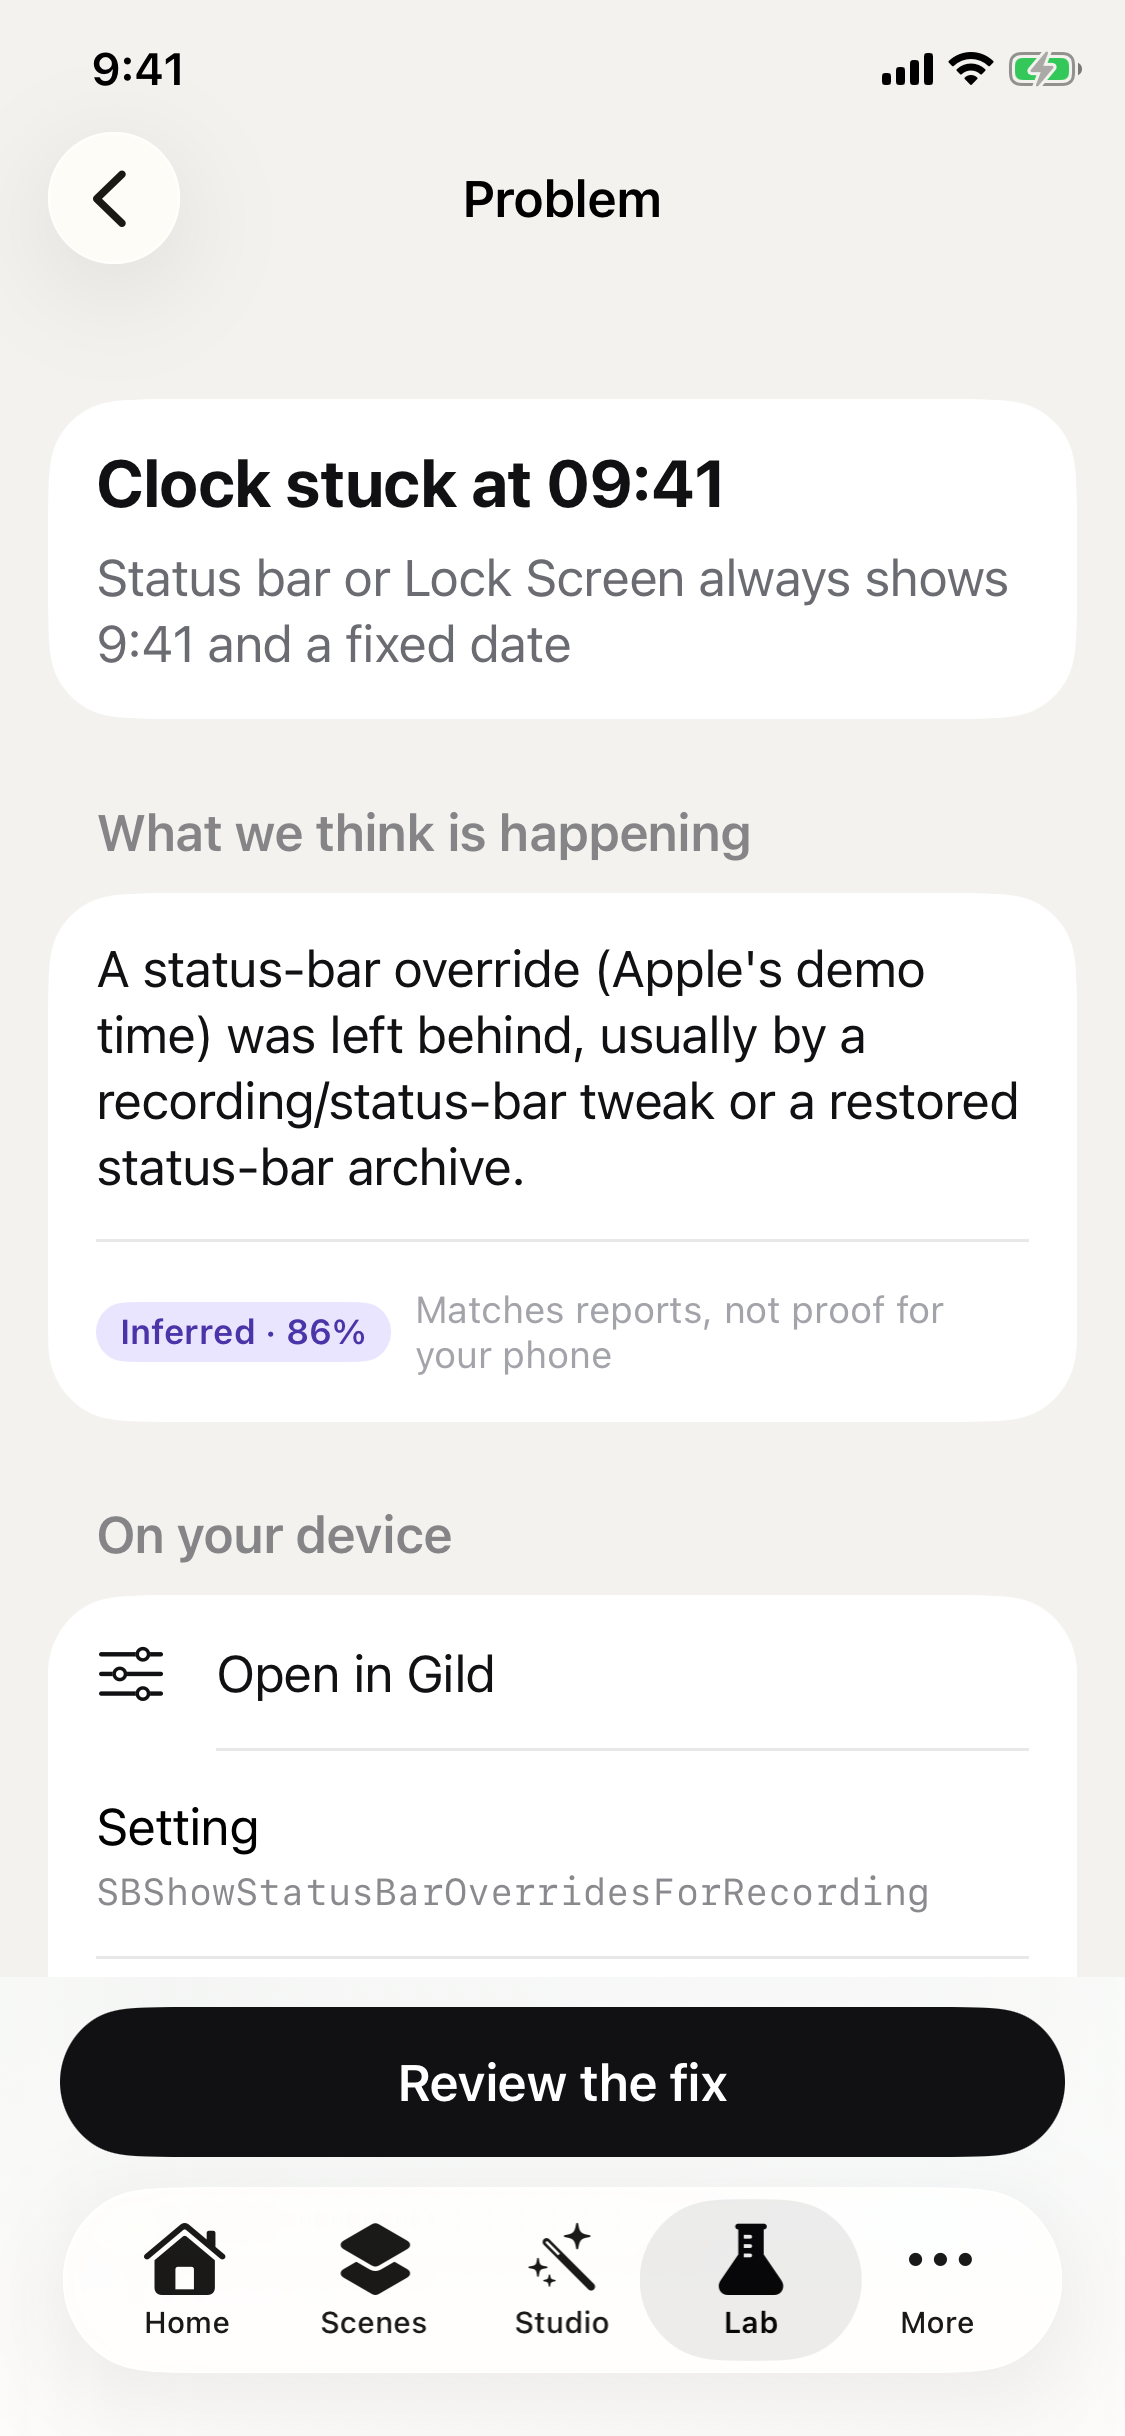 9:41
Problem
Clock stuck at 09:41
Status bar or Lock Screen always shows
9:41 and a fixed date
What we think is happening
A status-bar override (Apple's demo
time) was left behind, usually by a
recording/status-bar tweak or a restored
status-bar archive.
Inferred · 86%
Matches reports, not proof for
your phone
On your device
Open in Gild
Setting
SBShowStatusBarOverridesForRecording
Review the fix
Home
Scenes
Studio
Lab
More